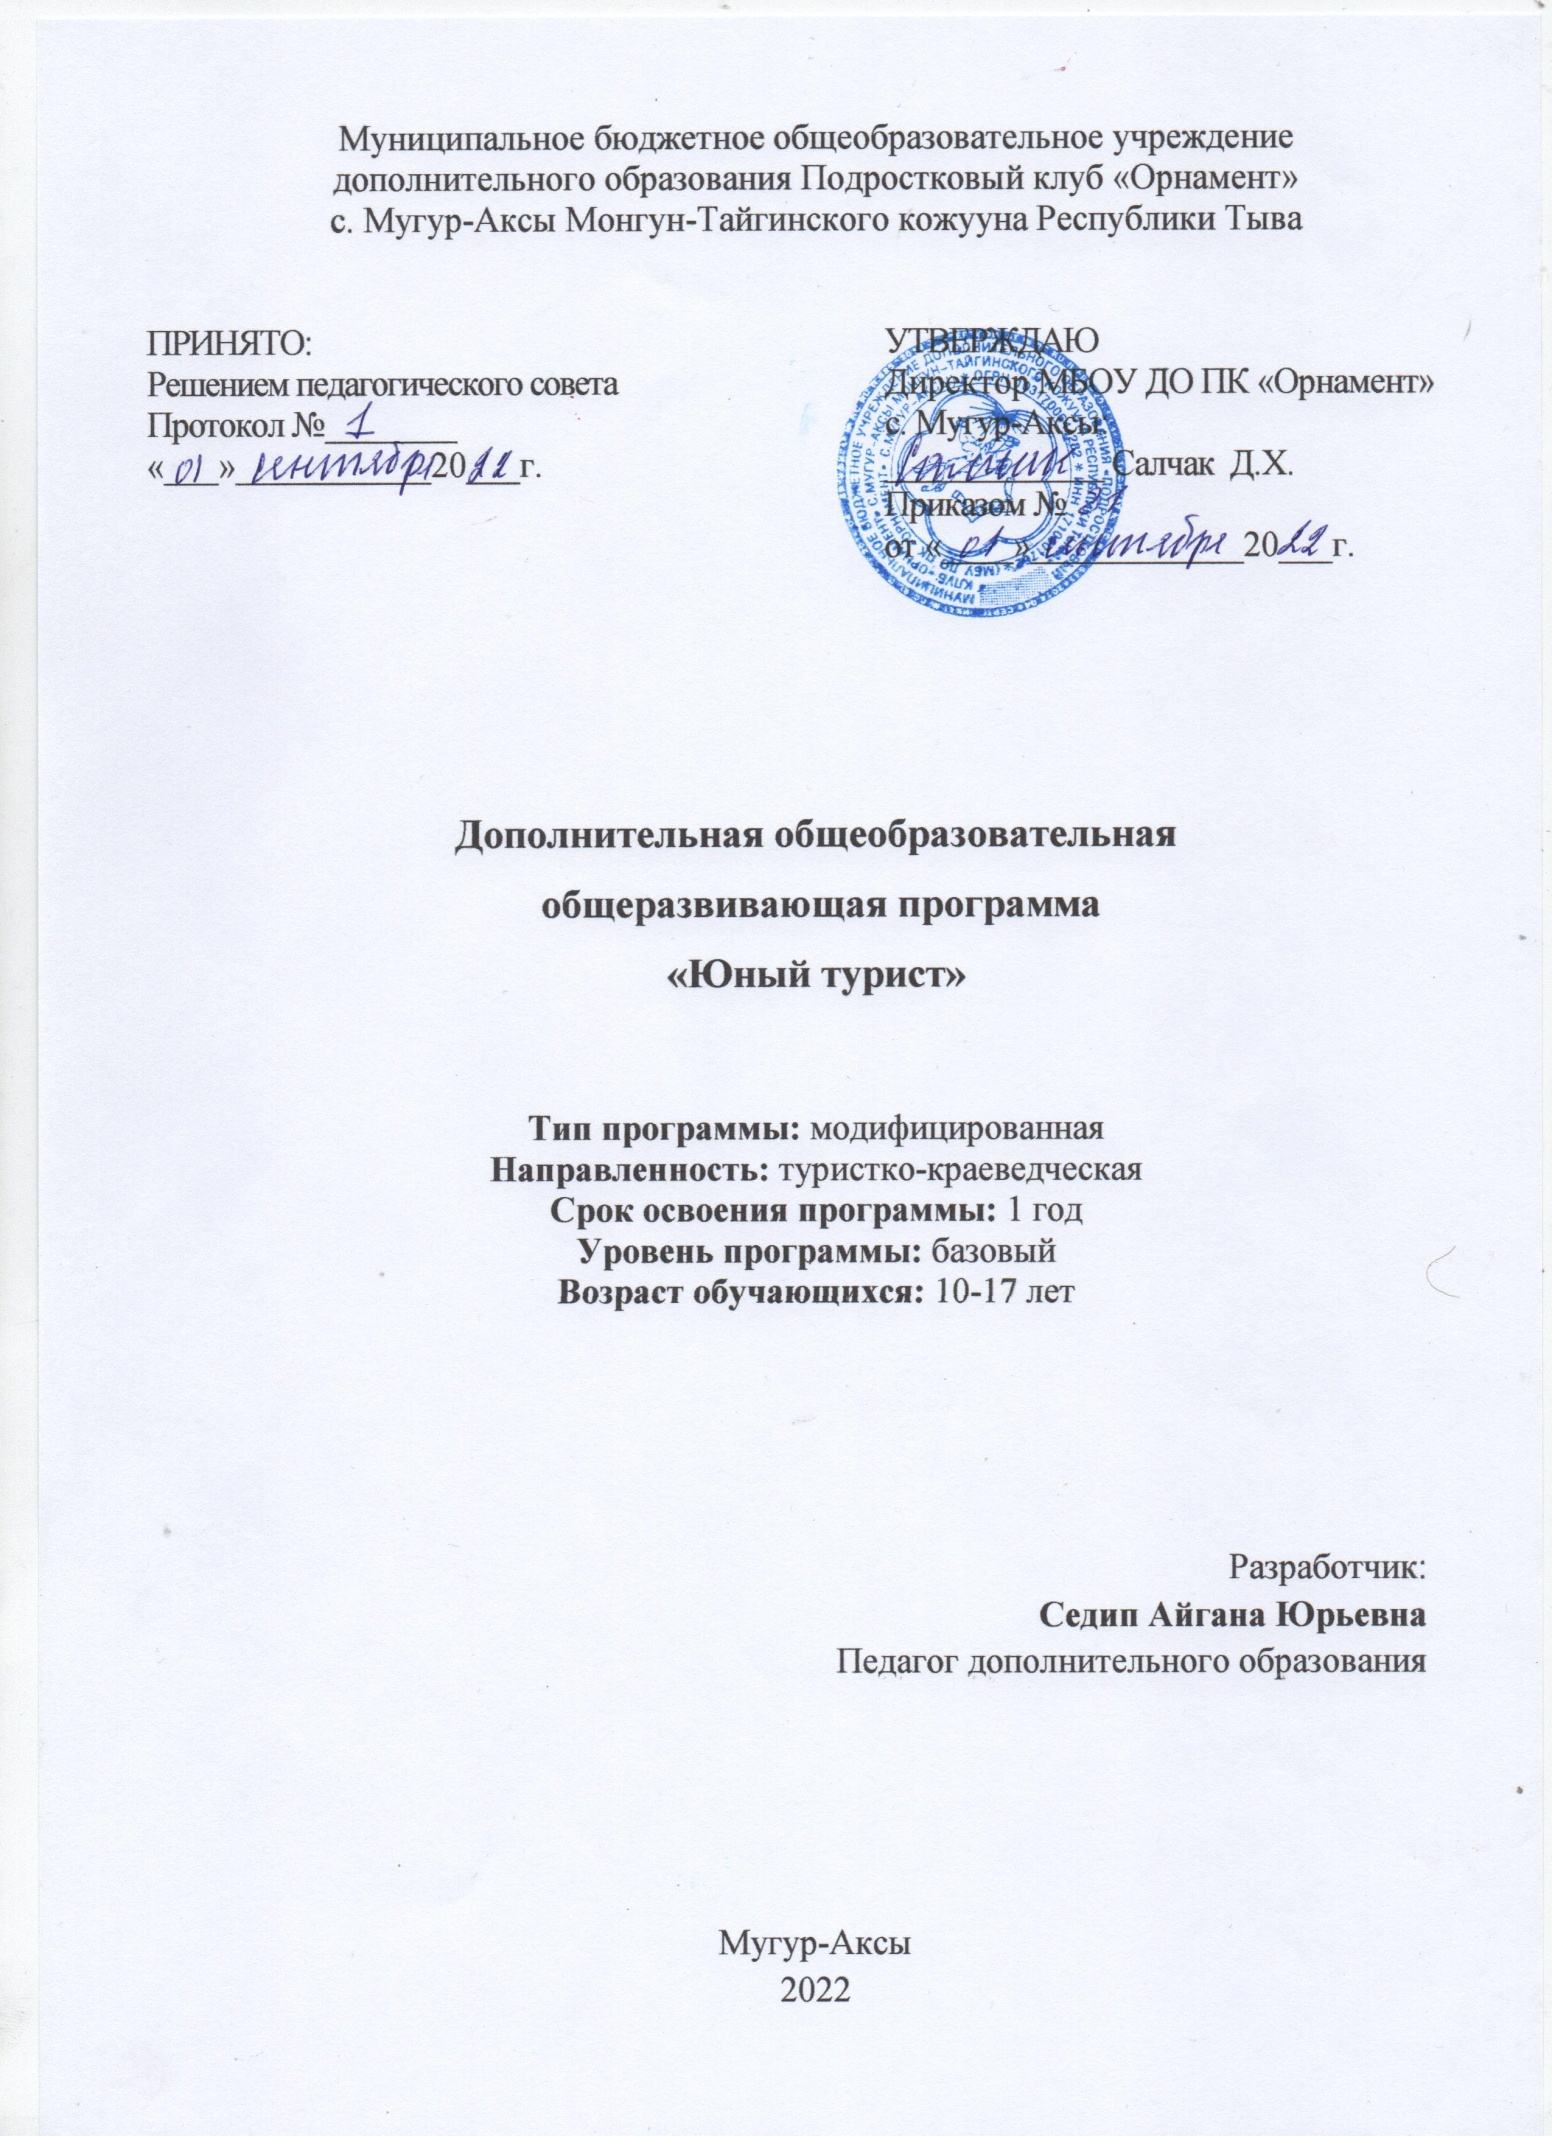 Муниципальное бюджетное общеобразовательное учреждение
дополнительного образования Подростковый клуб «Орнамент»
с. Мугур-Аксы Монгун-Тайгинского кожууна Республики Тыва
ПРИНЯТО:
Решением педагогического совета
Протокол № 1
«01» сентября 2022 г.
УТВЕРЖДАЮ
Директор МБОУ ДО ПК «Орнамент»
с. Мугур-Аксы.
Салчак Д.Х.
Приказом №
от «01» сентября 2022 г.
Дополнительная общеобразовательная
общеразвивающая программа
«Юный турист»
Тип программы: модифицированная
Направленность: туристко-краеведческая
Срок освоения программы: 1 год
Уровень программы: базовый
Возраст обучающихся: 10-17 лет
Разработчик:
Седип Айгана Юрьевна
Педагог дополнительного образования
Мугур-Аксы
2022